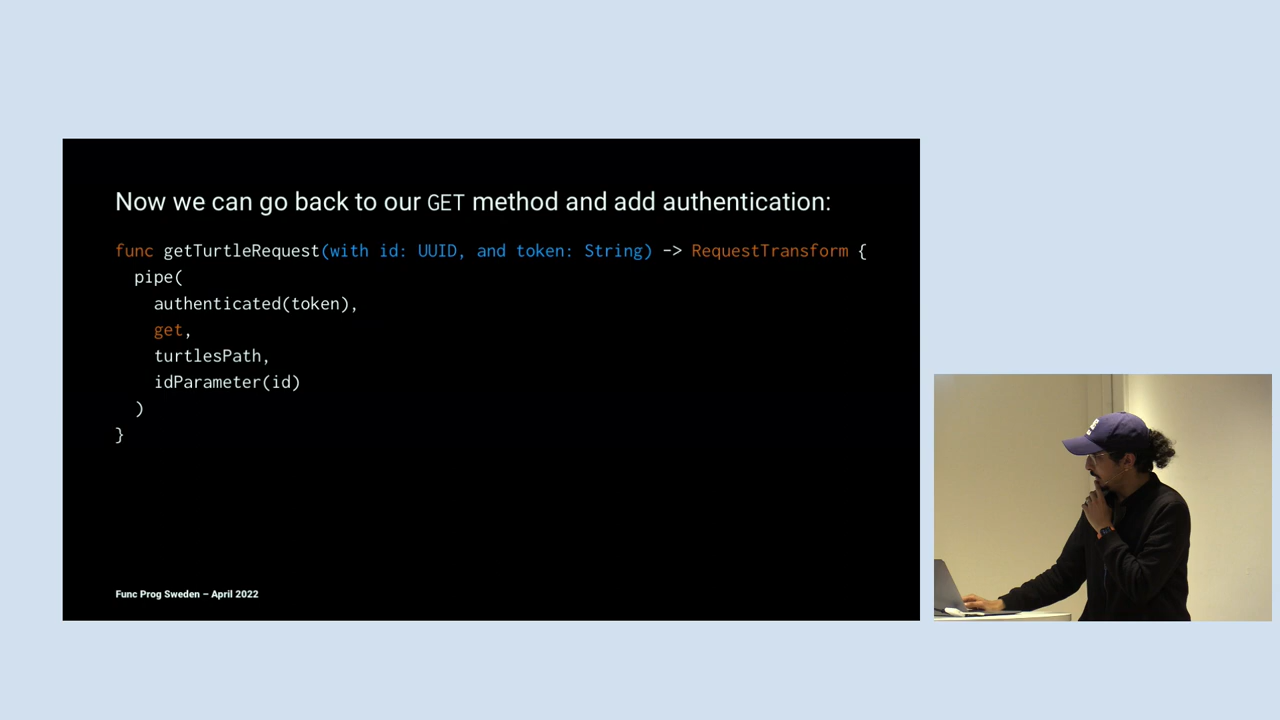 Now we can go back to our GET method and add authentication:
func getTurtleRequest(with id: UUID, and token: String) -> RequestTransform {
pipe(
authenticated(token),
get,
turtlesPath,
idParameter(id)
)
}
Func Prog Sweden – April 2022